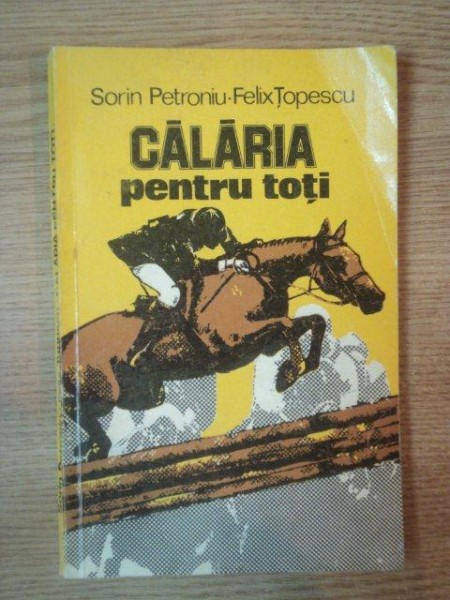 Sorin Petroniu·Felix Țopescu
CĂLĂRIA
pentru toți